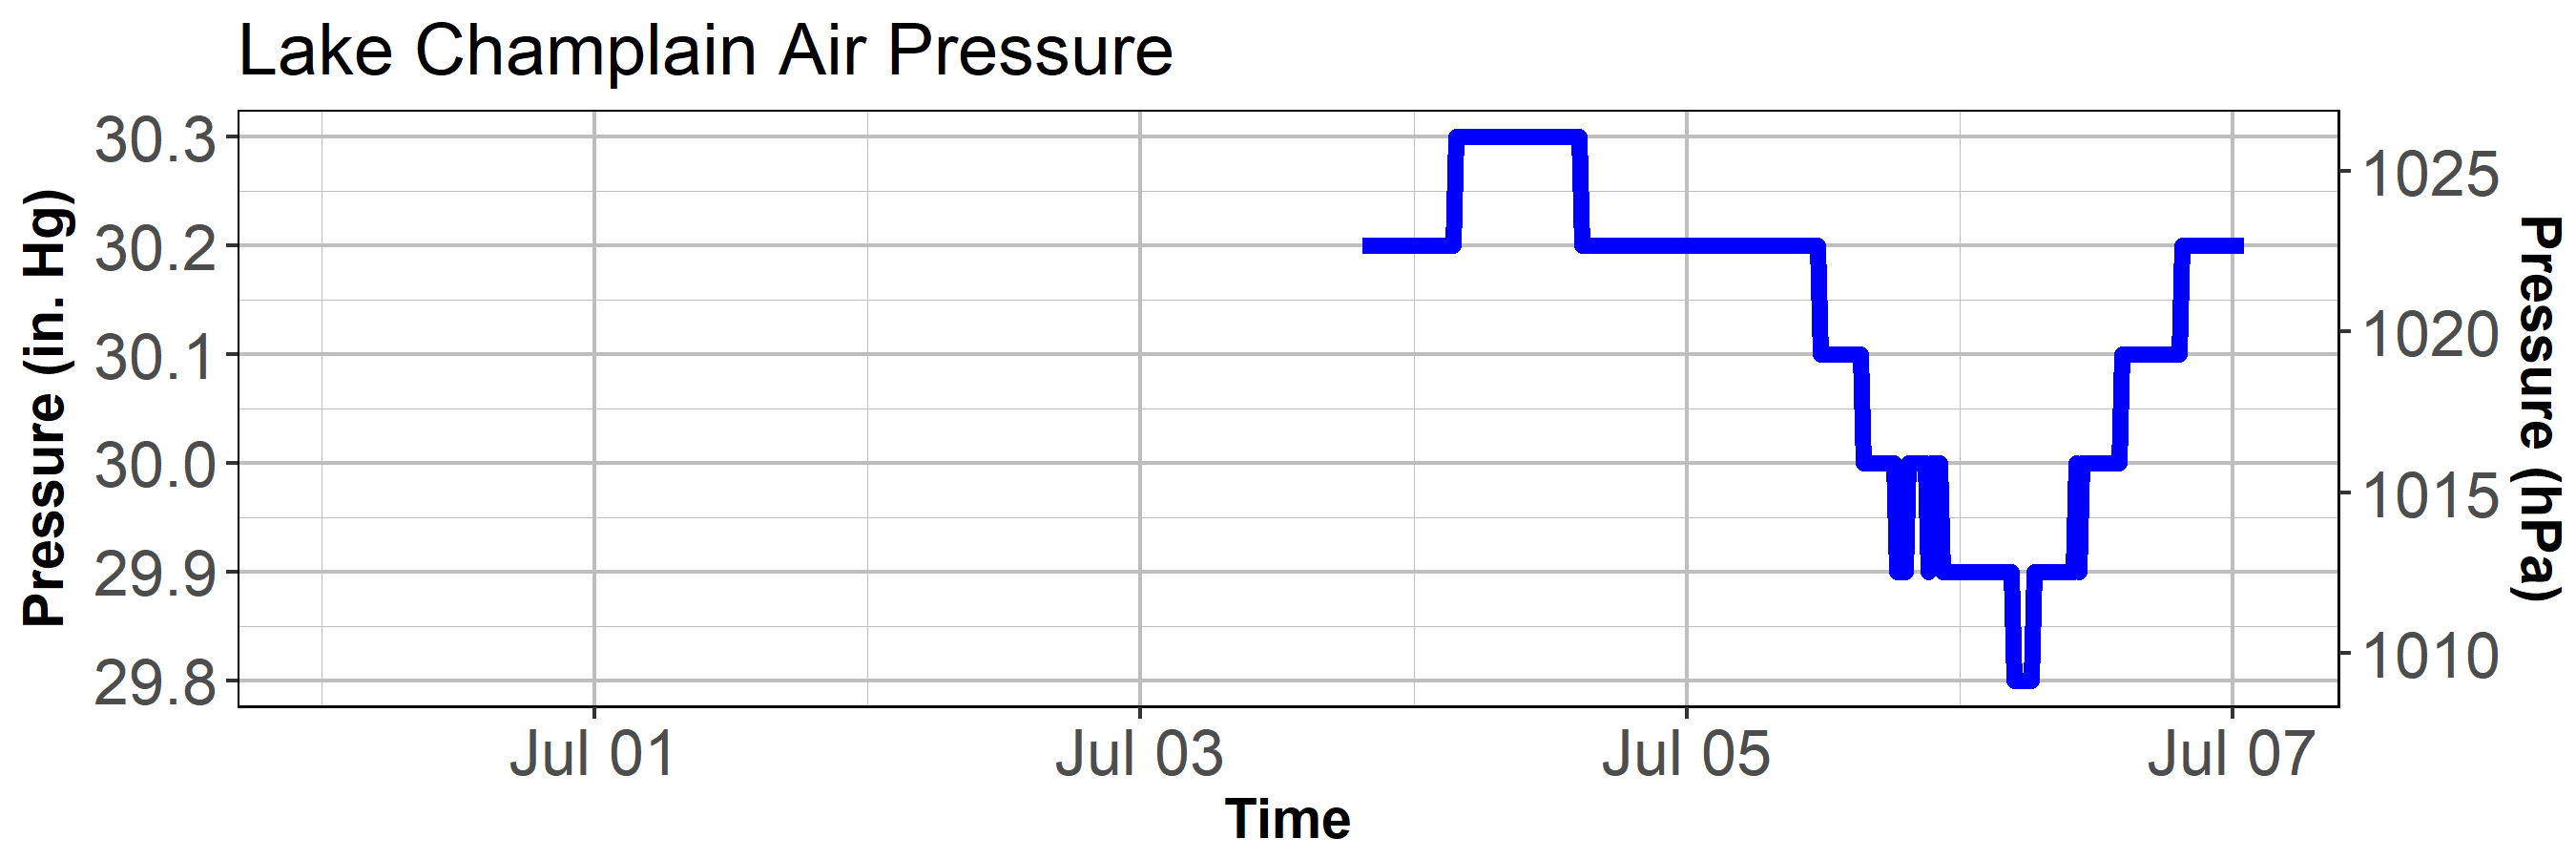 Lake Champlain Air Pressure
Pressure (in. Hg)
30.3
30.2
30.1
30.0
29.9
29.8
1025
1020
1015
1010
Pressure (hPa)
Jul 01 Jul 03 Jul 05 Jul 07
Time